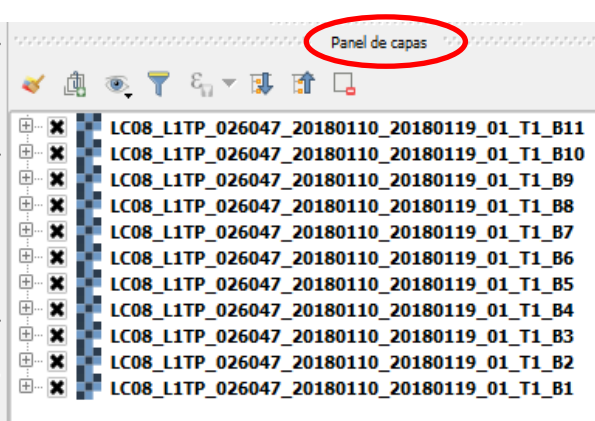 Panel de capas
LC08_L1TP_026047_20180110_20180119_01_T1_B11
LC08_L1TP_026047_20180110_20180119_01_T1_B10
LC08_L1TP_026047_20180110_20180119_01_T1_B9
LC08_L1TP_026047_20180110_20180119_01_T1_B8
LC08_L1TP_026047_20180110_20180119_01_T1_B7
LC08_L1TP_026047_20180110_20180119_01_T1_B6
LC08_L1TP_026047_20180110_20180119_01_T1_B5
LC08_L1TP_026047_20180110_20180119_01_T1_B4
LC08_L1TP_026047_20180110_20180119_01_T1_B3
LC08_L1TP_026047_20180110_20180119_01_T1_B2
LC08_L1TP_026047_20180110_20180119_01_T1_B1